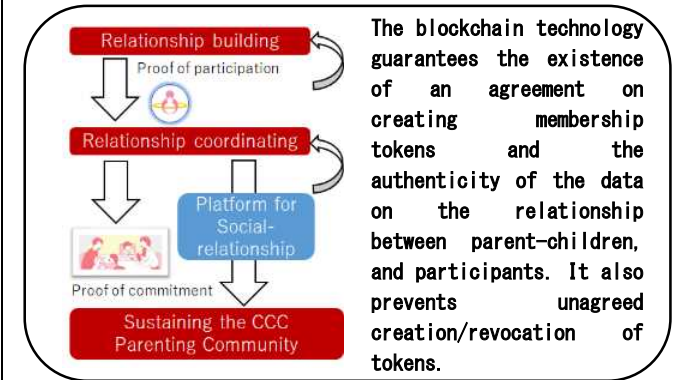 Relationship building
Proof of participation
Relationship coordinating
Platform for
Social-
relationship
Proof of commitment
Sustaining the CCC
Parenting Community
The blockchain technology
guarantees the existence
of an agreement on
creating membership
tokens and the
authenticity of the data
on the relationship
between parent-children,
and participants. It also
prevents unagreed
creation/revocation of
tokens.